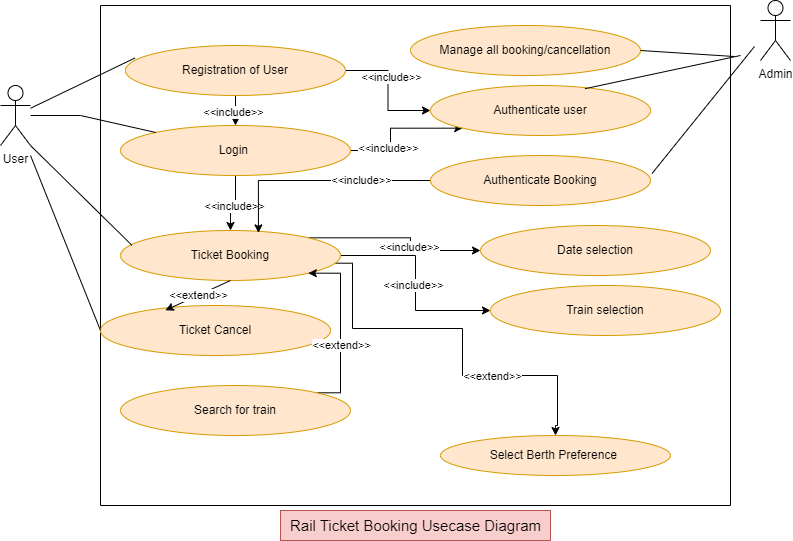 Manage all booking/cancellation
Admin
Registration of User
<<include>>
<<include>>
Authenticate user
User
Login
<<include>>
Authenticate Booking
<<include>>
<<include>>
Ticket Booking
<<include>>
Date selection
<<include>>
<<extend>>
Train selection
Ticket Cancel
<<extend>>
<<extend>>
Search for train
Select Berth Preference
Rail Ticket Booking Usecase Diagram